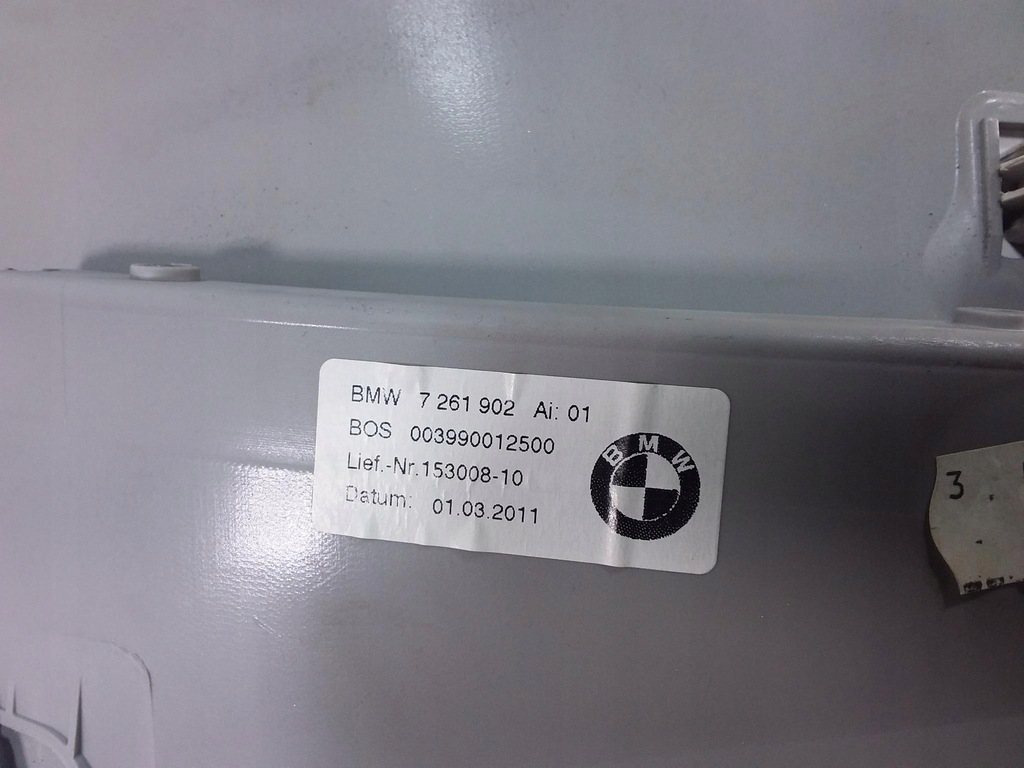 BMW 7 261 902 Ai: 01
BOS 003990012500
Lief.-Nr.153008-10
Datum: 01.03.2011
BMW
3